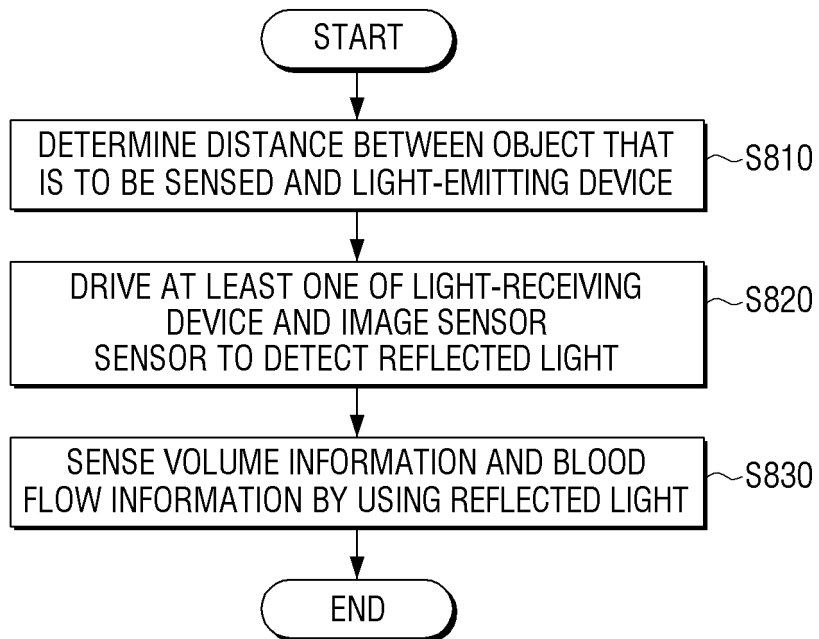 START
DETERMINE DISTANCE BETWEEN OBJECT THAT
IS TO BE SENSED AND LIGHT-EMITTING DEVICE
S810
DRIVE AT LEAST ONE OF LIGHT-RECEIVING
DEVICE AND IMAGE SENSOR
SENSOR TO DETECT REFLECTED LIGHT
S820
SENSE VOLUME INFORMATION AND BLOOD
FLOW INFORMATION BY USING REFLECTED LIGHT
S830
END